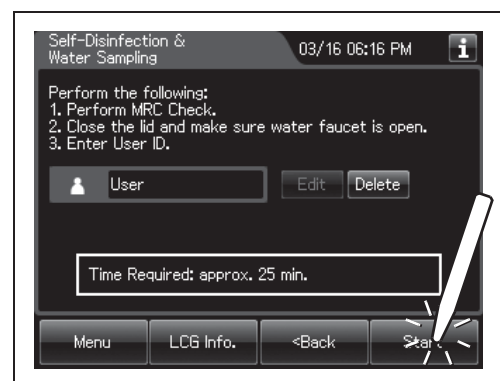 Self-Disinfection &
Water Sampling
03/16 06:16 PM
i
Perform the following:
1. Perform MRC Check.
2. Close the lid and make sure water faucet is open.
3. Enter User ID.
User
Edit
Delete
Time Required: approx. 25 min.
Menu
LCG Info.
<Back
Start